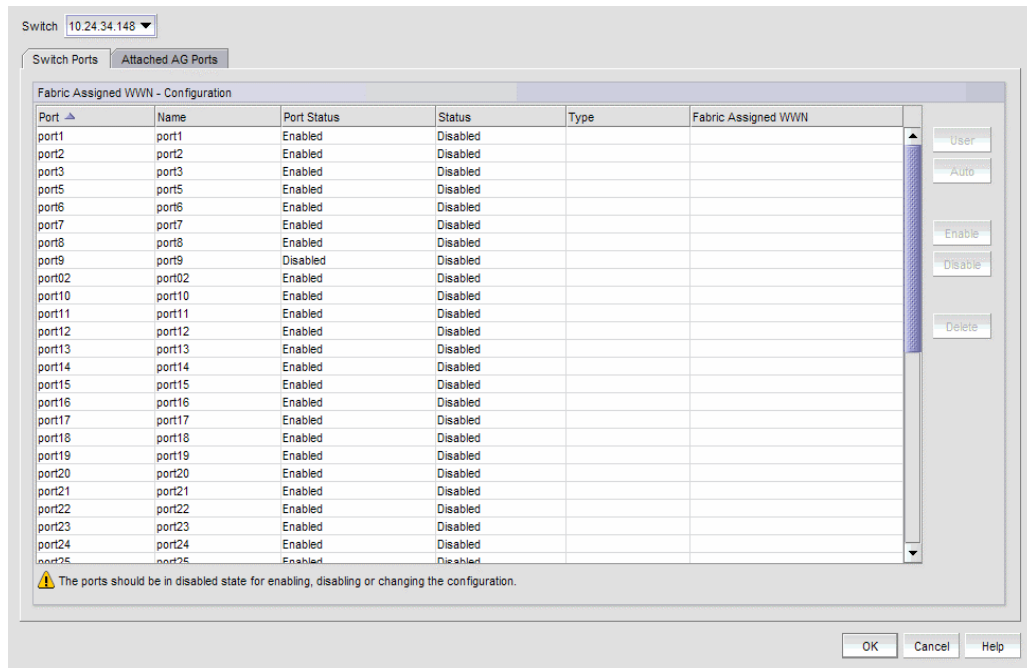 Switch 10.24.34.148
Switch Ports Attached AG Ports
Fabric Assigned WWN - Configuration
Port Name Port Status Status Type Fabric Assigned WWN
port1 port1 Enabled Disabled
port2 port2 Enabled Disabled
port3 port3 Enabled Disabled
port5 port5 Enabled Disabled
port6 port6 Enabled Disabled
port7 port7 Enabled Disabled
port8 port8 Enabled Disabled
port9 port9 Disabled Disabled
port02 port02 Enabled Disabled
port10 port10 Enabled Disabled
port11 port11 Enabled Disabled
port12 port12 Enabled Disabled
port13 port13 Enabled Disabled
port14 port14 Enabled Disabled
port15 port15 Enabled Disabled
port16 port16 Enabled Disabled
port17 port17 Enabled Disabled
port18 port18 Enabled Disabled
port19 port19 Enabled Disabled
port20 port20 Enabled Disabled
port21 port21 Enabled Disabled
port22 port22 Enabled Disabled
port23 port23 Enabled Disabled
port24 port24 Enabled Disabled
port25 port25 Enabled Disabled
User
Auto
Enable
Disable
Delete
The ports should be in disabled state for enabling, disabling or changing the configuration.
OK Cancel Help